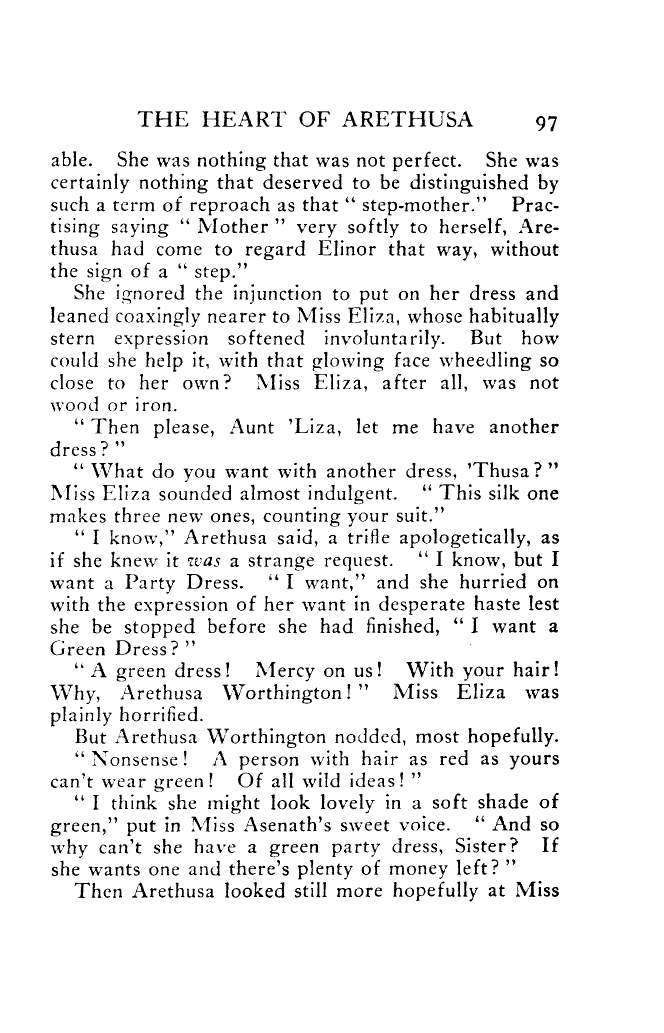 THE HEART OF ARETHUSA 97
able. She was nothing that was not perfect. She was
certainly nothing that deserved to be distinguished by
such a term of reproach as that “ step-mother.” Prac-
tising saying “ Mother ” very softly to herself, Are-
thusa had come to regard Elinor that way, without
the sign of a “ step.”
She ignored the injunction to put on her dress and
leaned coaxingly nearer to Miss Eliza, whose habitually
stern expression softened involuntarily. But how
could she help it, with that glowing face wheedling so
close to her own? Miss Eliza, after all, was not
wood or iron.
“ Then please, Aunt ’Liza, let me have another
dress? ”
“ What do you want with another dress, ’Thusa? ”
Miss Eliza sounded almost indulgent. “ This silk one
makes three new ones, counting your suit.”
“ I know,” Arethusa said, a trifle apologetically, as
if she knew it was a strange request. “ I know, but I
want a Party Dress. “ I want,” and she hurried on
with the expression of her want in desperate haste lest
she be stopped before she had finished, “ I want a
Green Dress? ”
“ A green dress! Mercy on us! With your hair!
Why, Arethusa Worthington! ” Miss Eliza was
plainly horrified.
But Arethusa Worthington nodded, most hopefully.
“ Nonsense! A person with hair as red as yours
can’t wear green! Of all wild ideas! ”
“ I think she might look lovely in a soft shade of
green,” put in Miss Asenath’s sweet voice. “ And so
why can’t she have a green party dress, Sister? If
she wants one and there’s plenty of money left? ”
Then Arethusa looked still more hopefully at Miss